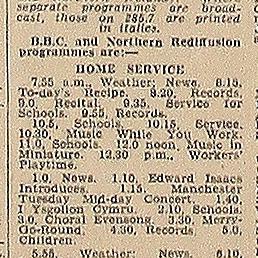 separate programmes are broad-
cast, those on 285.7 are printed
in italics.
B.B.C. and Northern Rediffusion
programmes are:—
HOME SERVICE
7.55 a.m., Weather; News. 8.15,
To-day's Recipe. 8.20, Records.
9.0, Recital. 9.35, Service for
Schools. 9.55, Records.
10.5, Schools. 10.15, Service.
10.30, Music While You Work.
11.0, Schools. 12.0 noon, Music in
Miniature. 12.30 p.m., Workers'
Playtime.
1.0, News. 1.10, Edward Isaacs
Introduces. 1.15, Manchester
Tuesday Mid-day Concert. 1.40,
I Ysgolion Cymru. 2.10, Schools.
3.0, Choral Evensong. 3.30, Merry-
Go-Round. 4.30, Records. 5.0,
Children.
5.55, Weather; News. 6.10,